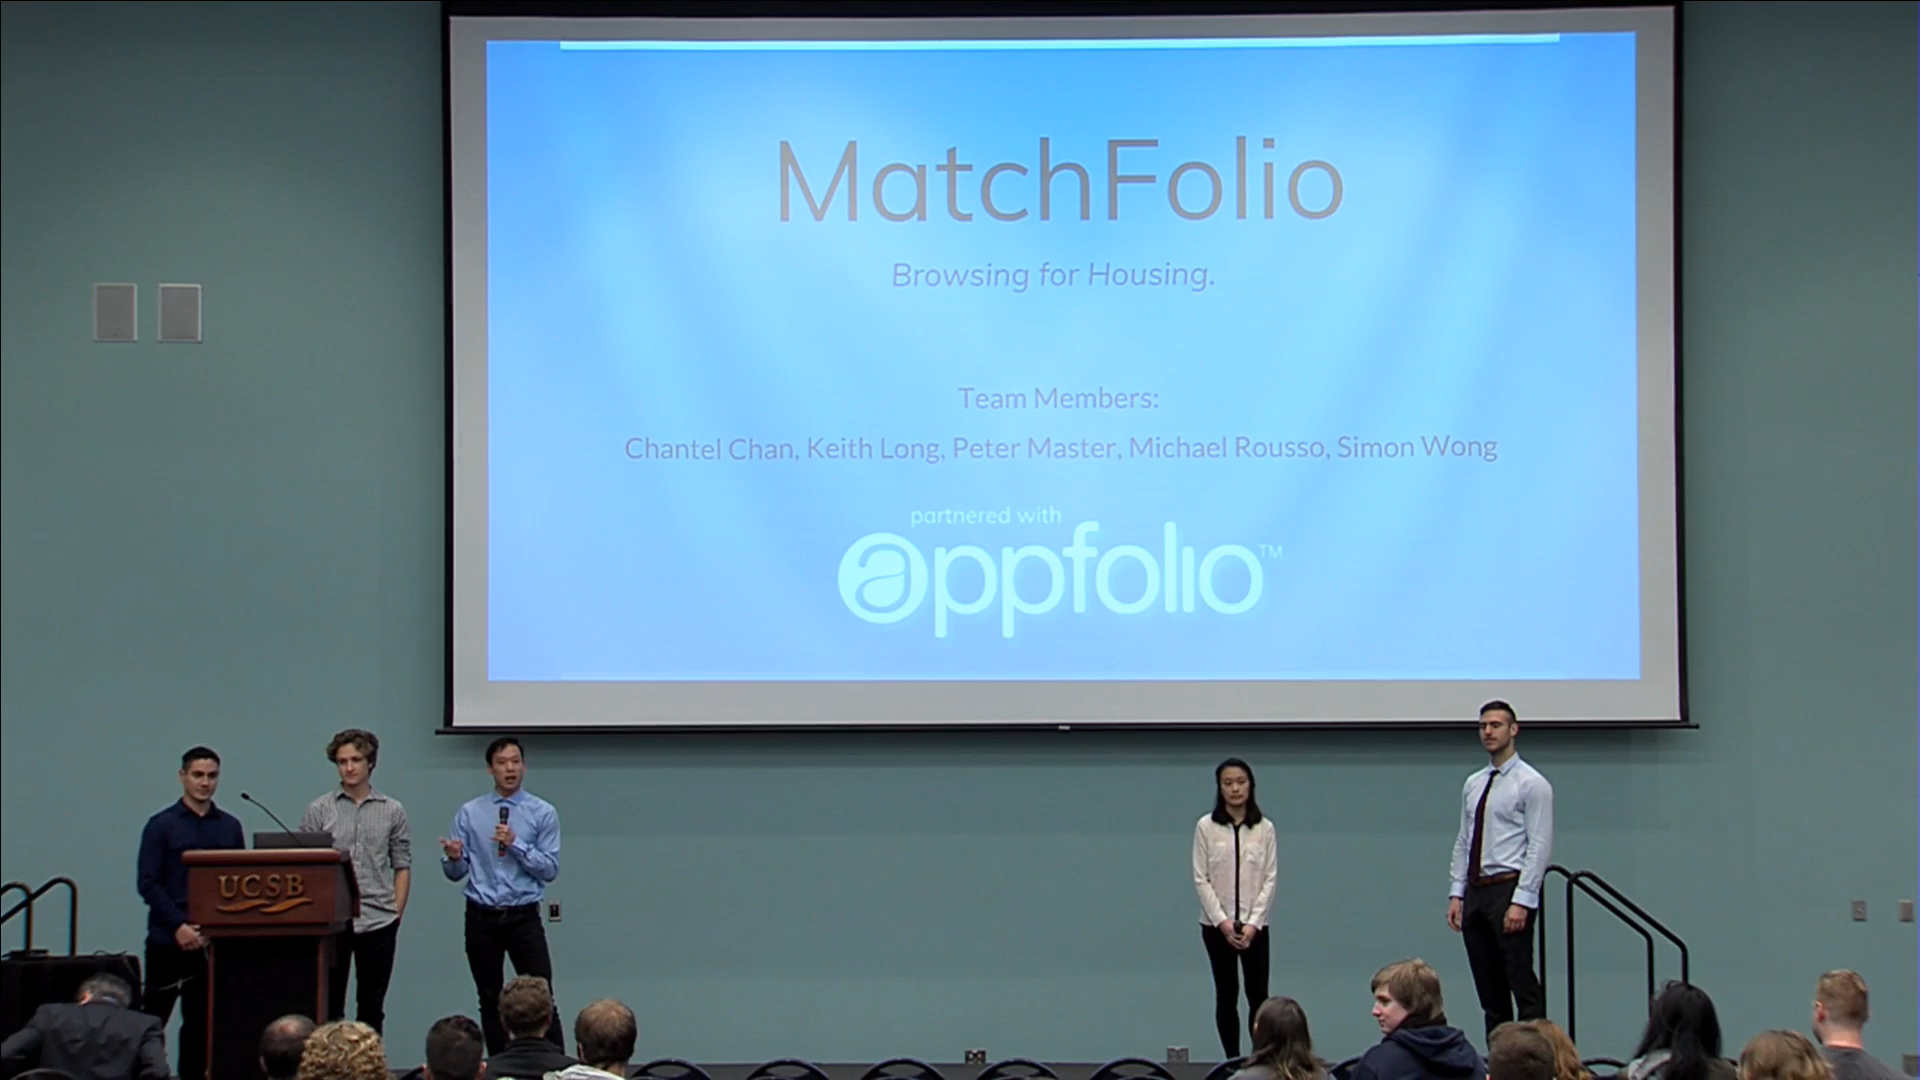 MatchFolio
Browsing for Housing.
Team Members:
Chantel Chan, Keith Long, Peter Master, Michael Rousso, Simon Wong
partnered with
appfolio™
UCSB